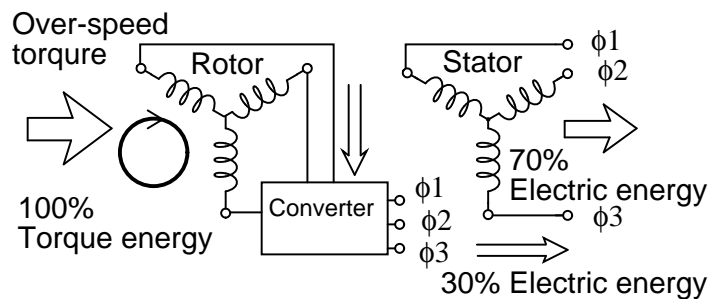 Over-speed
torqure
Rotor
Stator
ϕ1
ϕ2
70%
Electric energy
ϕ3
100%
Torque energy
Converter
ϕ1
ϕ2
ϕ3
30% Electric energy